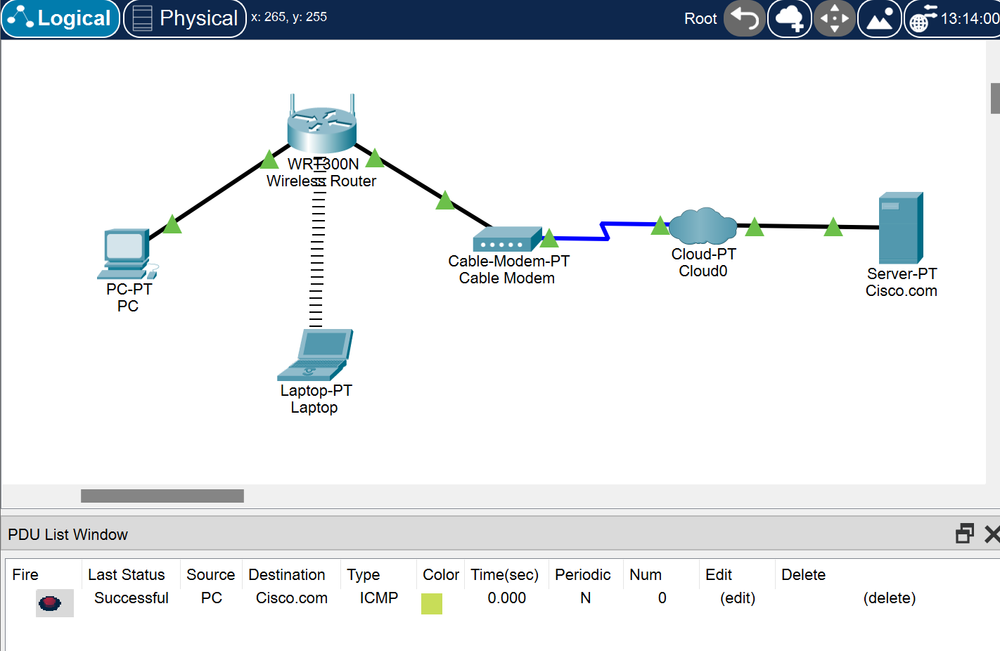 Logical Physical x: 265, y: 255 Root 13:14:00
WRT300N
Wireless Router
Cable-Modem-PT
Cable Modem
Cloud-PT
Cloud0
Server-PT
Cisco.com
PC-PT
PC
Laptop-PT
Laptop
PDU List Window
Fire Last Status Source Destination Type Color Time(sec) Periodic Num Edit Delete
Successful PC Cisco.com ICMP 0.000 N 0 (edit) (delete)